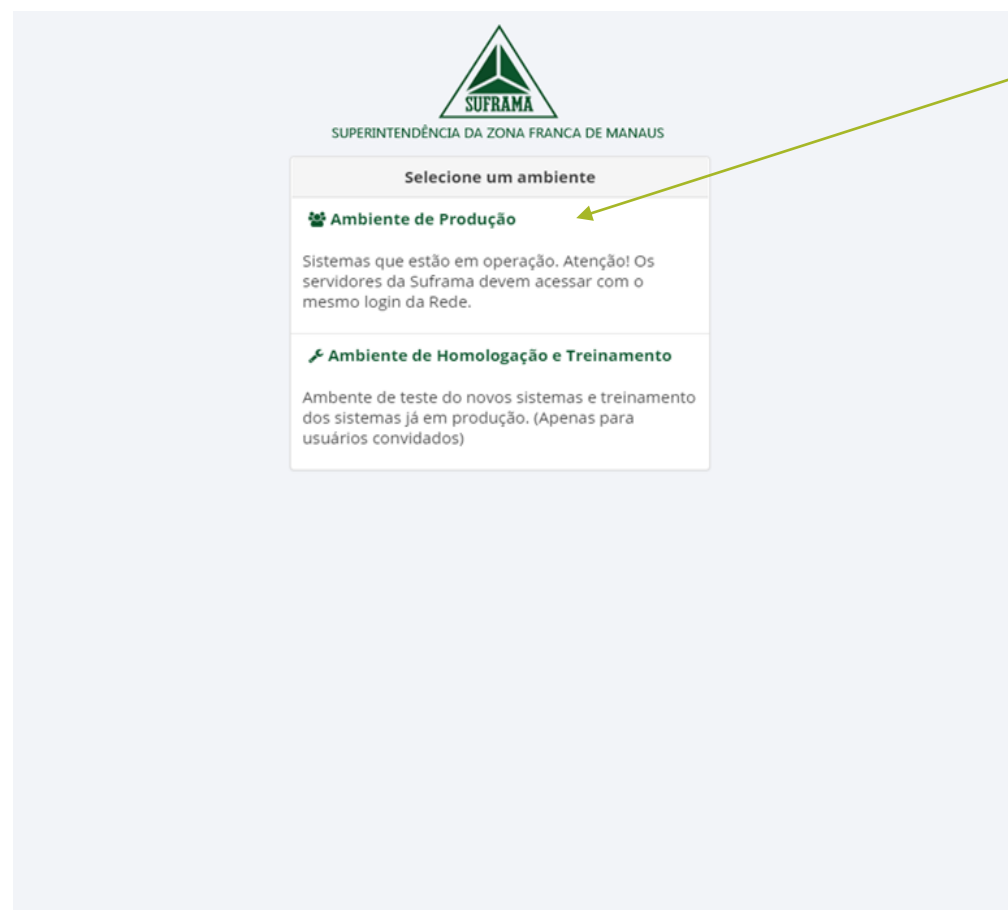 SUFRAMA
SUPERINTENDÊNCIA DA ZONA FRANCA DE MANAUS
Selecione um ambiente
Ambiente de Produção
Sistemas que estão em operação. Atenção! Os
servidores da Suframa devem acessar com o
mesmo login da Rede.
Ambiente de Homologação e Treinamento
Ambente de teste do novos sistemas e treinamento
dos sistemas já em produção. (Apenas para
usuários convidados)